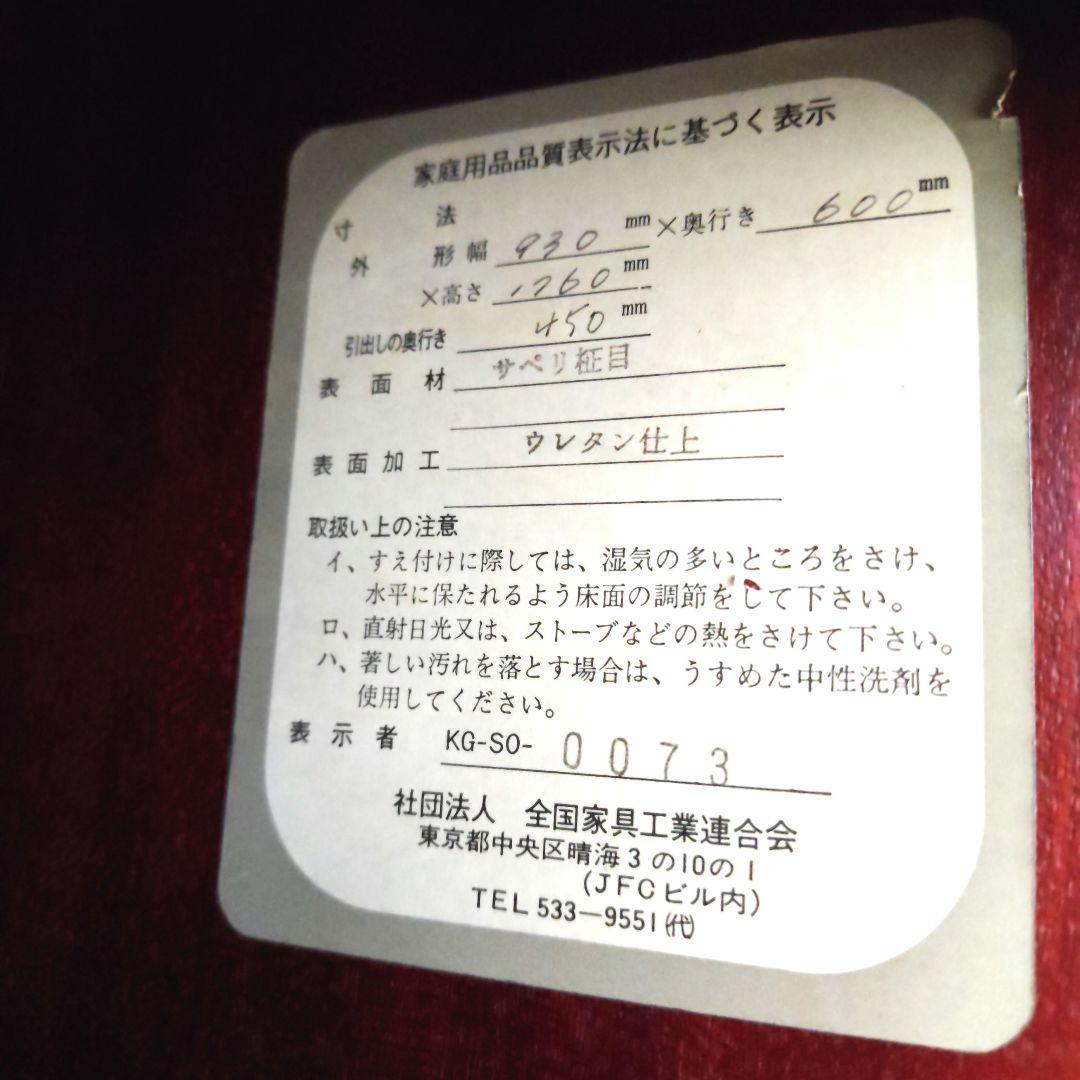 家庭用品品質表示法に基づく表示
寸法
外形幅 930 mm ×奥行き 600 mm
×高さ 1760 mm
引出しの奥行き 450 mm
表面材 サペリ柾目
表面加工 ウレタン仕上
取扱い上の注意
イ、すえ付けに際しては、湿気の多いところをさけ、
水平に保たれるよう床面の調節をして下さい。
ロ、直射日光又は、ストーブなどの熱をさけて下さい。
ハ、著しい汚れを落とす場合は、うすめた中性洗剤を
使用してください。
表示者 KG-SO- 0073
社団法人 全国家具工業連合会
東京都中央区晴海3の10の1
(JFCビル内)
TEL 533-9551(代)